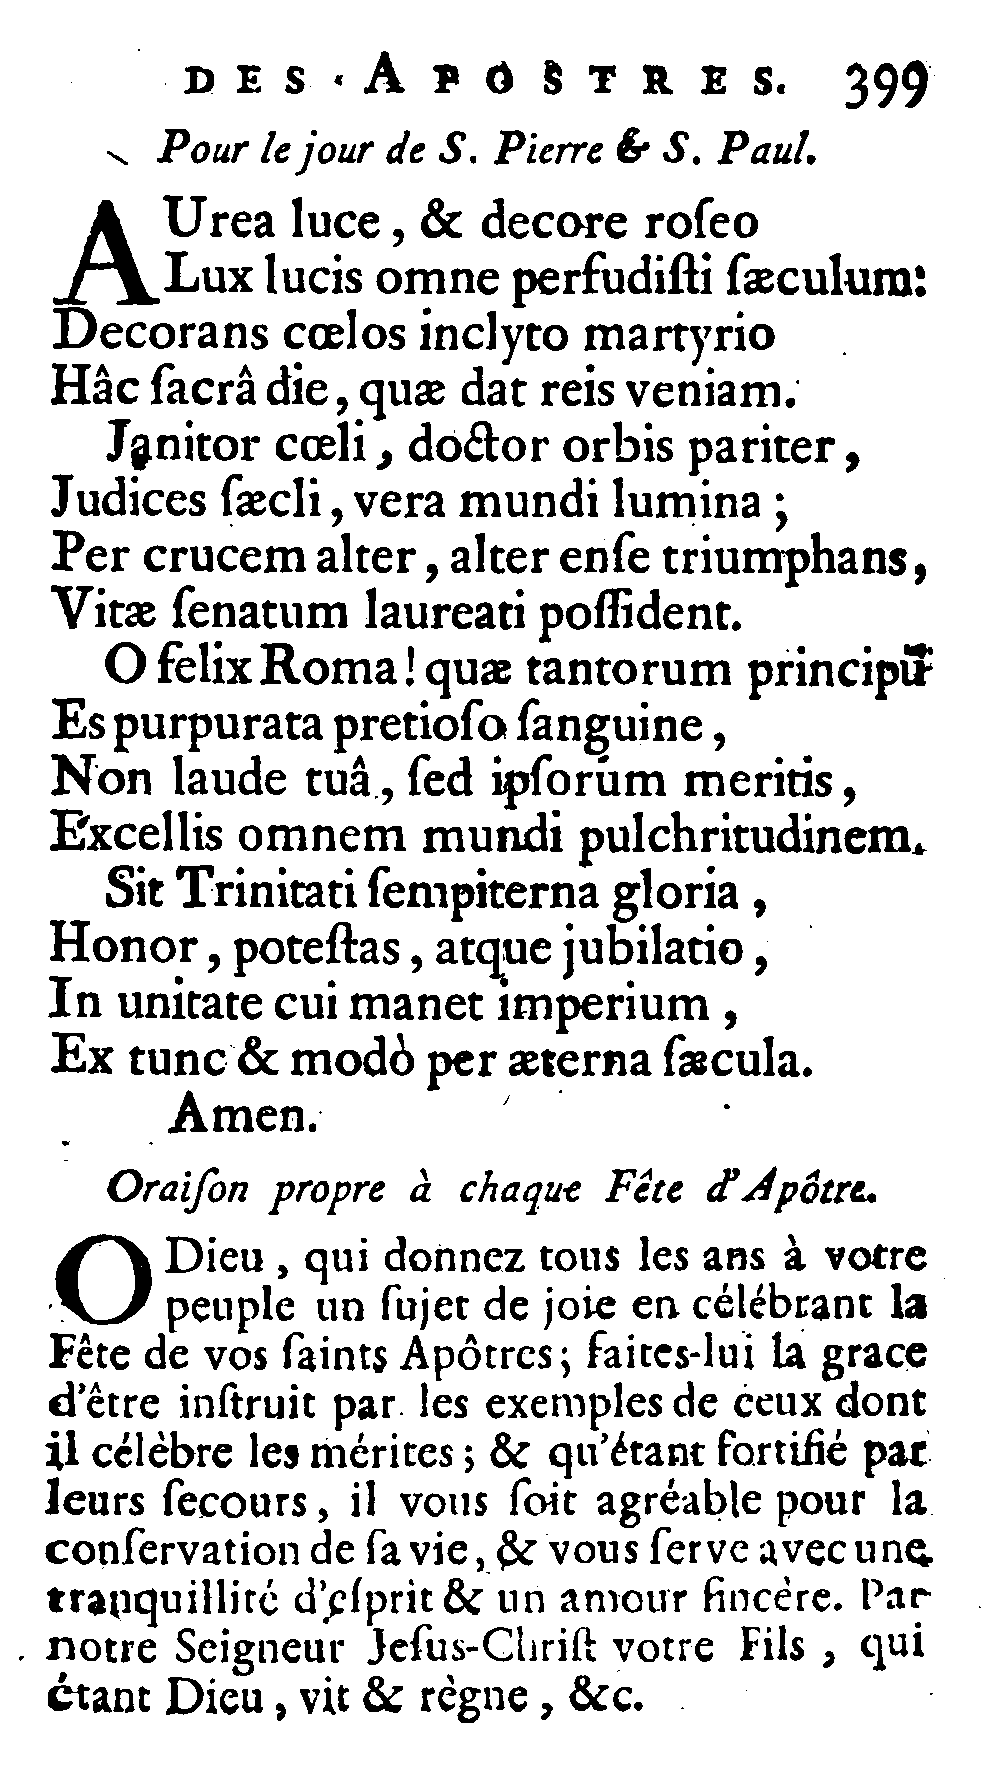 DES APOSTRES. 399
Pour le jour de S. Pierre & S. Paul.
AUrea luce, & decore roſeo
Lux lucis omne perfudiſti ſæculum:
Decorans cœlos inclyto martyrio
Hâc ſacrâ die, quæ dat reis veniam.
Janitor cœli, doctor orbis pariter,
Judices ſæcli, vera mundi lumina;
Per crucem alter, alter enſe triumphans,
Vitæ ſenatum laureati poſſident.
O felix Roma! quæ tantorum principũ
Es purpurata pretioſo ſanguine,
Non laude tuâ, ſed ipſorum meritis,
Excellis omnem mundi pulchritudinem.
Sit Trinitati ſempiterna gloria,
Honor, poteſtas, atque jubilatio,
In unitate cui manet imperium,
Ex tunc & modò per æterna ſæcula.
Amen.
Oraiſon propre à chaque Fête d'Apôtre.
O Dieu, qui donnez tous les ans à votre
peuple un ſujet de joie en célébrant la
Fête de vos ſaints Apôtres; faites-lui la grace
d'être inſtruit par les exemples de ceux dont
il célèbre les mérites; & qu'étant fortifié par
leurs ſecours, il vous ſoit agréable pour la
conſervation de ſa vie, & vous ſerve avec une
tranquillité d'eſprit & un amour ſincère. Par
notre Seigneur Jeſus-Chriſt votre Fils, qui
étant Dieu, vit & règne, &c.